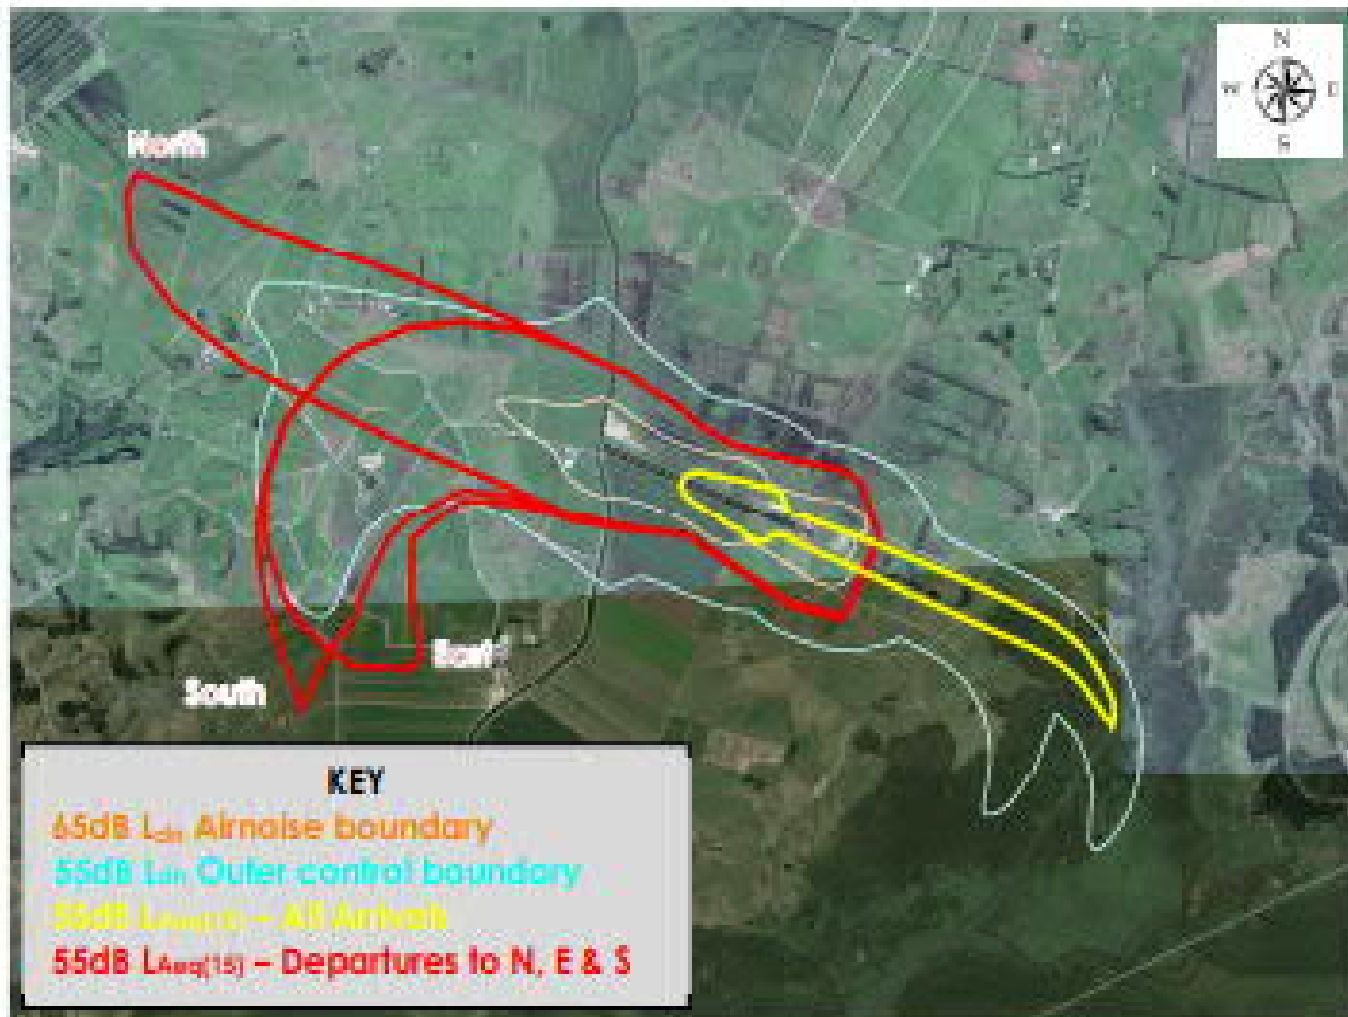 N
W E
S
North
South
KEY
65dB Ldn Airnoise boundary
55dB Ldn Outer control boundary
55dB LAeq(15) – All Arrivals
55dB LAeq(15) – Departures to N, E & S